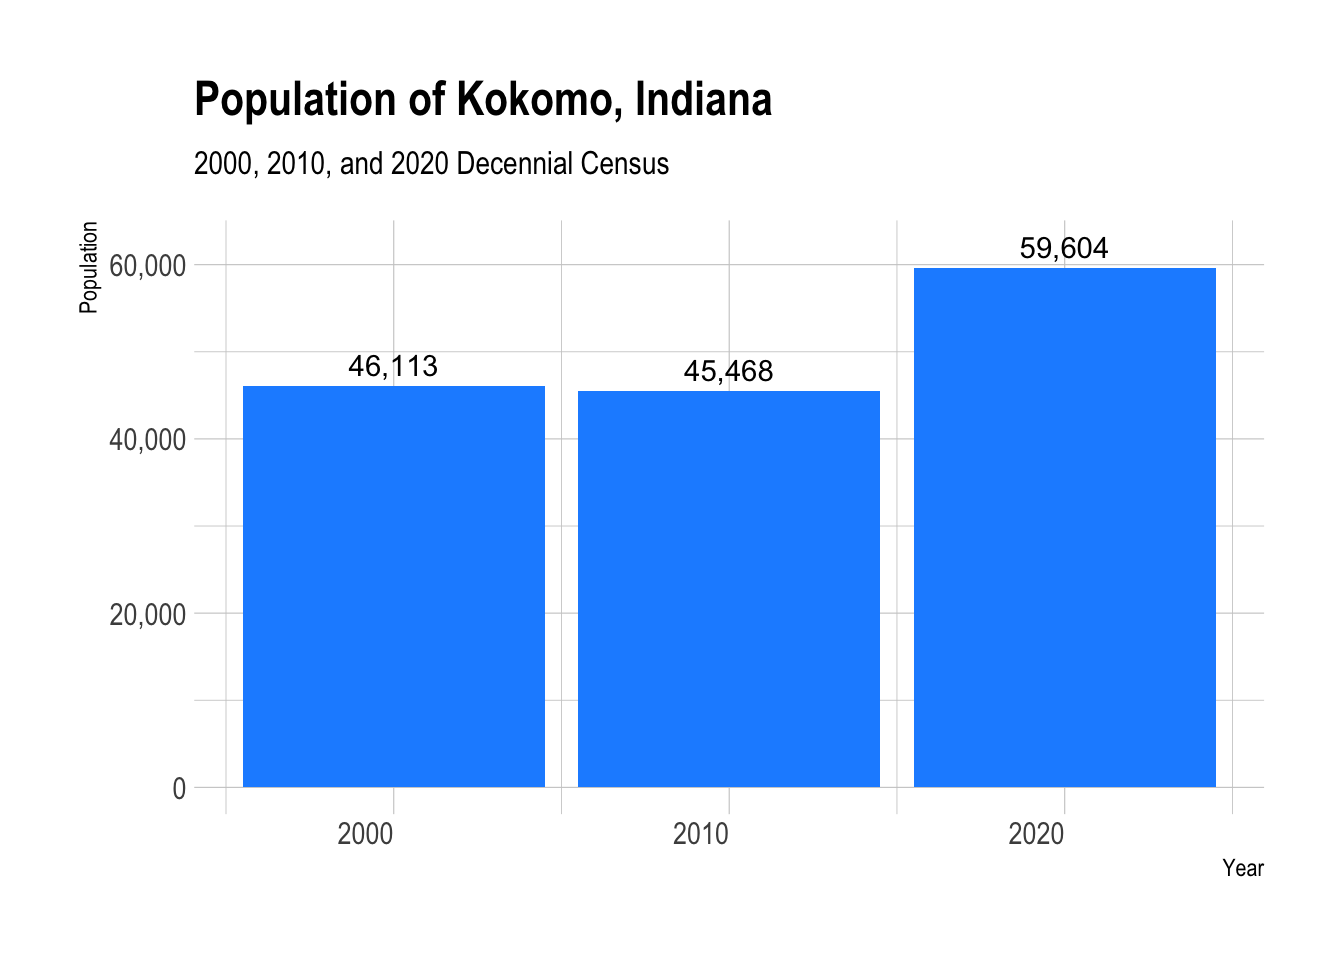 Population of Kokomo, Indiana
2000, 2010, and 2020 Decennial Census
Population
60,000
40,000
20,000
0
46,113
45,468
59,604
2000
2010
2020
Year